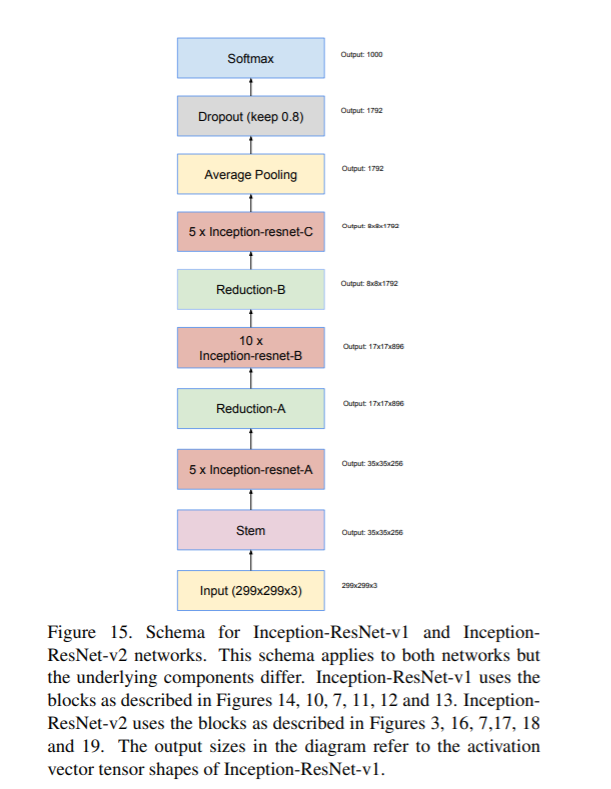 Softmax
Output: 1000
Dropout (keep 0.8)
Output: 1792
Average Pooling
Output: 1792
5 x Inception-resnet-C
Output: 8x8x1792
Reduction-B
Output: 8x8x1792
10 x
Inception-resnet-B
Output: 17x17x896
Reduction-A
Output: 17x17x896
5 x Inception-resnet-A
Output: 35x35x256
Stem
Output: 35x35x256
Input (299x299x3)
299x299x3
Figure 15. Schema for Inception-ResNet-v1 and Inception-
ResNet-v2 networks. This schema applies to both networks but
the underlying components differ. Inception-ResNet-v1 uses the
blocks as described in Figures 14, 10, 7, 11, 12 and 13. Inception-
ResNet-v2 uses the blocks as described in Figures 3, 16, 7,17, 18
and 19. The output sizes in the diagram refer to the activation
vector tensor shapes of Inception-ResNet-v1.